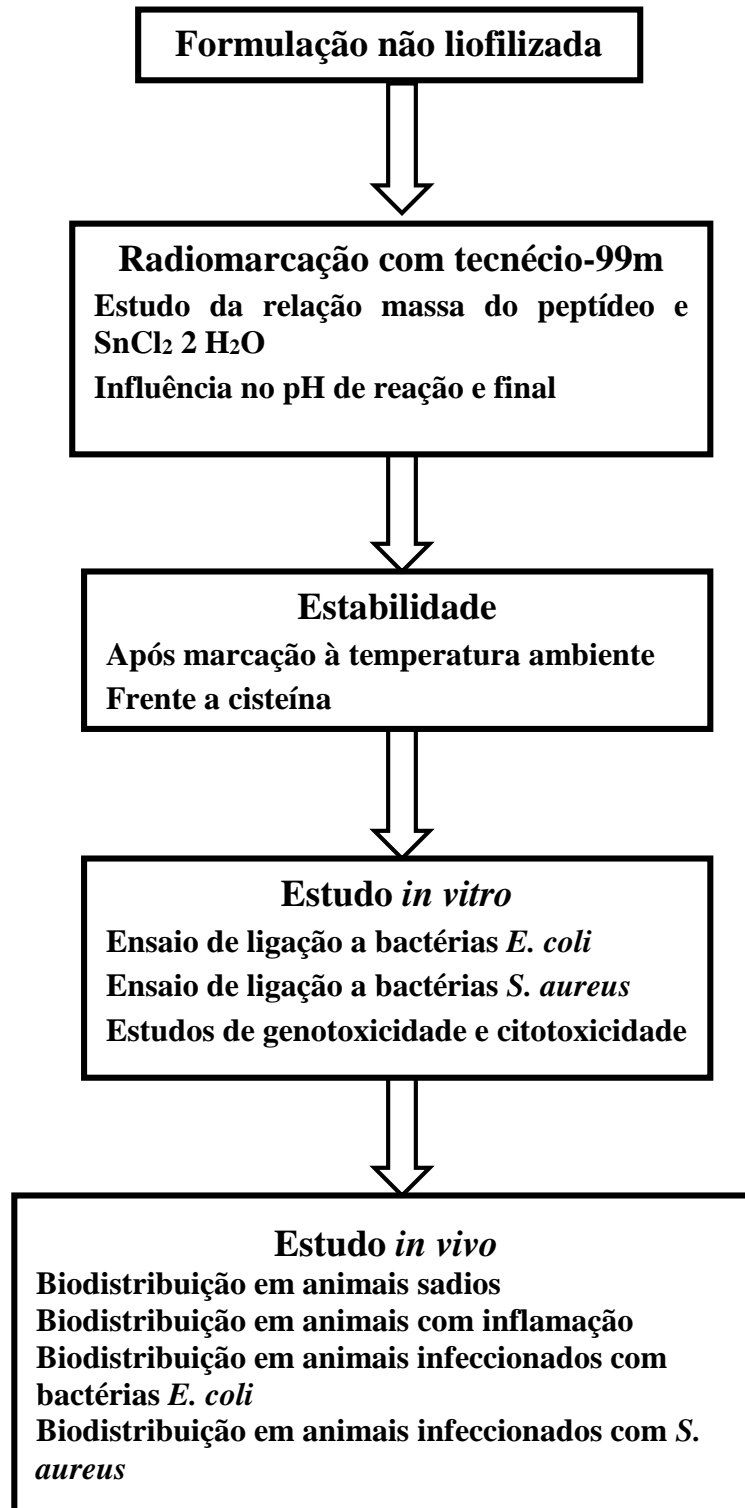 Formulação não liofilizada
Radiomarcação com tecnécio-99m
Estudo da relação massa do peptídeo e
SnCl₂ 2 H₂O
Influência no pH de reação e final
Estabilidade
Após marcação à temperatura ambiente
Frente a cisteína
Estudo in vitro
Ensaio de ligação a bactérias E. coli
Ensaio de ligação a bactérias S. aureus
Estudos de genotoxicidade e citotoxicidade
Estudo in vivo
Biodistribuição em animais sadios
Biodistribuição em animais com inflamação
Biodistribuição em animais infeccionados com
bactérias E. coli
Biodistribuição em animais infeccionados com S.
aureus